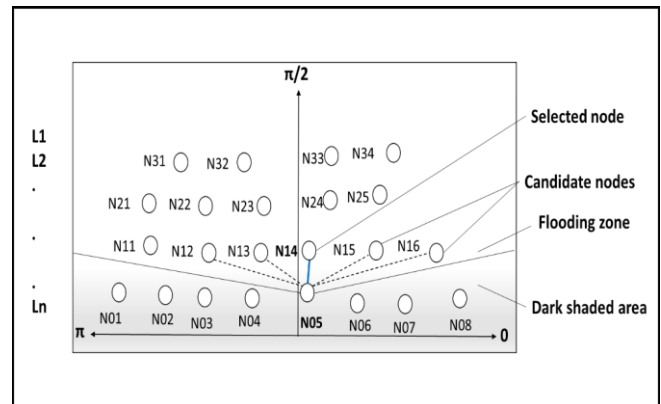 π/2
Selected node
L1
L2
N31 N32 N33 N34
.
Candidate nodes
N21 N22 N23 N24 N25
.
Flooding zone
N11 N12 N13 N14 N15 N16
.
Ln
Dark shaded area
N01 N02 N03 N04 N05 N06 N07 N08
π 0